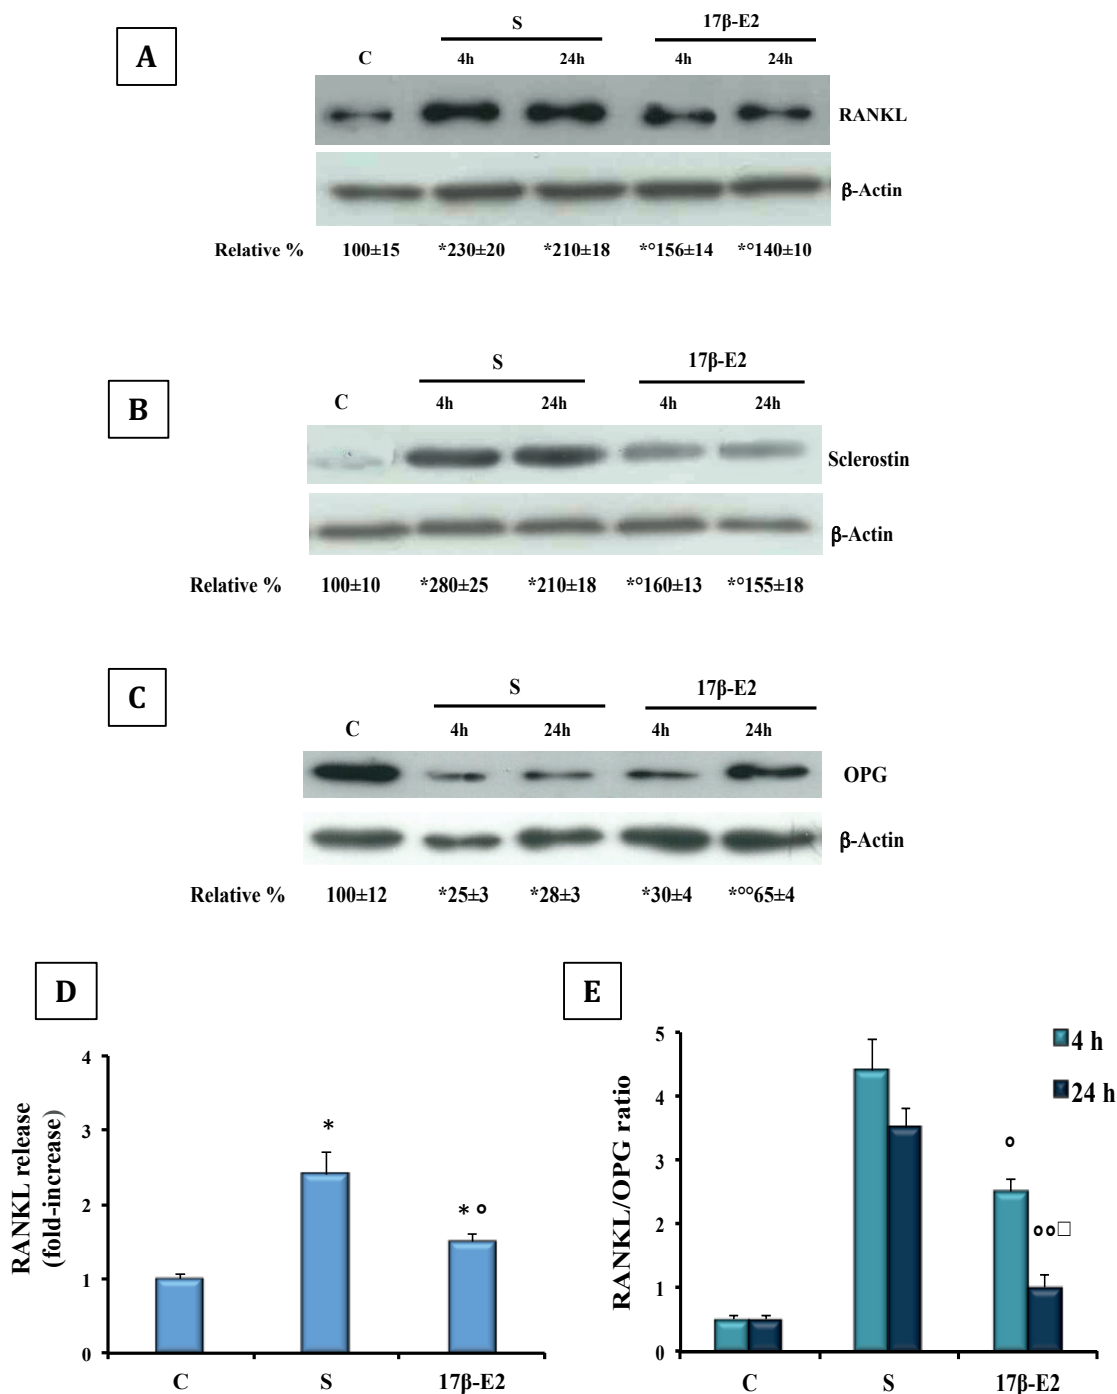 A
S
17β-E2
C
4h
24h
4h
24h
RANKL
β-Actin
Relative % 100±15 *230±20 *210±18 *°156±14 *°140±10
B
S
17β-E2
C
4h
24h
4h
24h
Sclerostin
β-Actin
Relative % 100±10 *280±25 *210±18 *°160±13 *°155±18
C
S
17β-E2
C
4h
24h
4h
24h
OPG
β-Actin
Relative % 100±12 *25±3 *28±3 *30±4 *°°65±4
D
RANKL release
(fold-increase)
4
3
2
1
0
*
* °
C
S
17β-E2
E
RANKL/OPG ratio
5
4
3
2
1
0
4 h
24 h
°
°°□
C
S
17β-E2